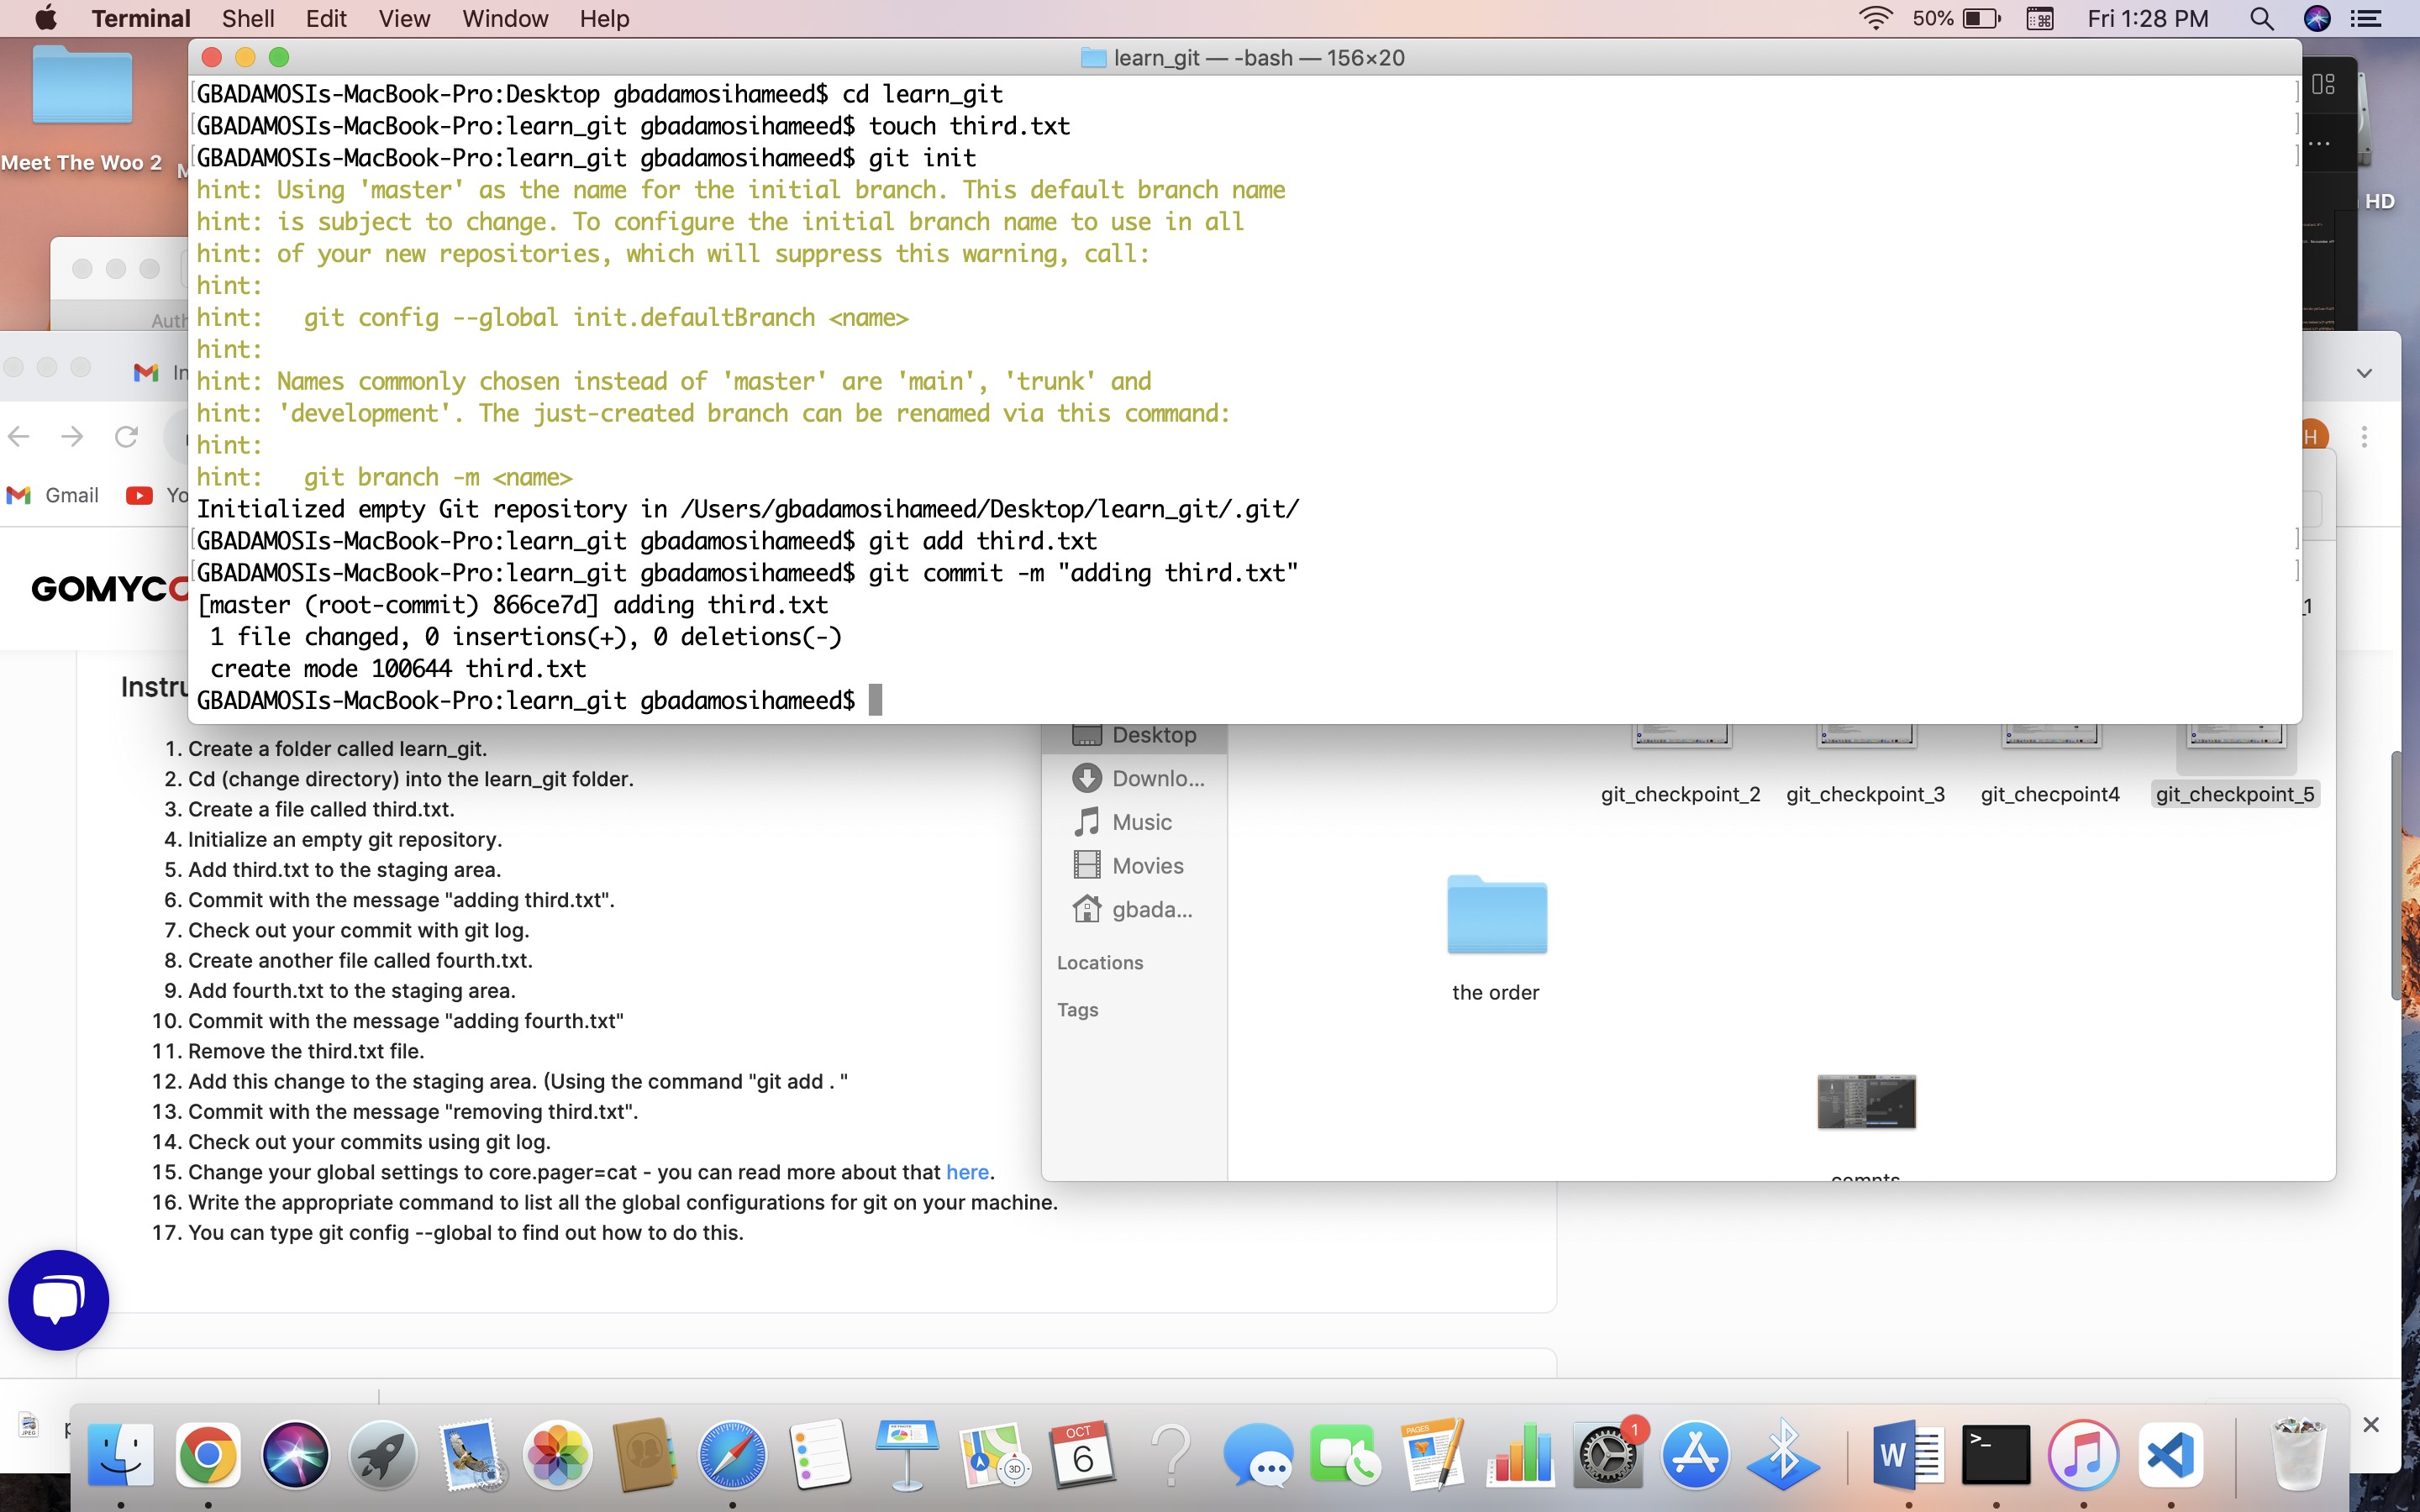 Terminal Shell Edit View Window Help 50% Fri 1:28 PM
learn_git — -bash — 156×20
GBADAMOSIs-MacBook-Pro:Desktop gbadamosihameed$ cd learn_git
GBADAMOSIs-MacBook-Pro:learn_git gbadamosihameed$ touch third.txt
GBADAMOSIs-MacBook-Pro:learn_git gbadamosihameed$ git init
hint: Using 'master' as the name for the initial branch. This default branch name
hint: is subject to change. To configure the initial branch name to use in all
hint: of your new repositories, which will suppress this warning, call:
hint:
hint:   git config --global init.defaultBranch <name>
hint:
hint: Names commonly chosen instead of 'master' are 'main', 'trunk' and
hint: 'development'. The just-created branch can be renamed via this command:
hint:
hint:   git branch -m <name>
Initialized empty Git repository in /Users/gbadamosihameed/Desktop/learn_git/.git/
GBADAMOSIs-MacBook-Pro:learn_git gbadamosihameed$ git add third.txt
GBADAMOSIs-MacBook-Pro:learn_git gbadamosihameed$ git commit -m "adding third.txt"
[master (root-commit) 866ce7d] adding third.txt
 1 file changed, 0 insertions(+), 0 deletions(-)
 create mode 100644 third.txt
GBADAMOSIs-MacBook-Pro:learn_git gbadamosihameed$
Meet The Woo 2
HD
H
Gmail
GOMYCO
1. Create a folder called learn_git.
2. Cd (change directory) into the learn_git folder.
3. Create a file called third.txt.
4. Initialize an empty git repository.
5. Add third.txt to the staging area.
6. Commit with the message "adding third.txt".
7. Check out your commit with git log.
8. Create another file called fourth.txt.
9. Add fourth.txt to the staging area.
10. Commit with the message "adding fourth.txt"
11. Remove the third.txt file.
12. Add this change to the staging area. (Using the command "git add . "
13. Commit with the message "removing third.txt".
14. Check out your commits using git log.
15. Change your global settings to core.pager=cat - you can read more about that here.
16. Write the appropriate command to list all the global configurations for git on your machine.
17. You can type git config --global to find out how to do this.
Desktop
Downlo...
Music
Movies
gbada...
Locations
Tags
_1
git_checkpoint_2 git_checkpoint_3 git_checpoint4 git_checkpoint_5
the order
comnts
JPEG
OCT
6
3D
PAGES
1
W
>_